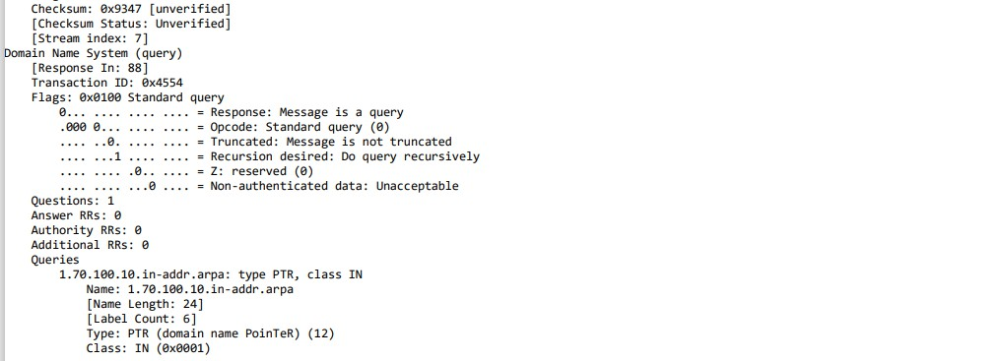 Checksum: 0x9347 [unverified]
[Checksum Status: Unverified]
[Stream index: 7]
Domain Name System (query)
[Response In: 88]
Transaction ID: 0x4554
Flags: 0x0100 Standard query
0... .... .... .... = Response: Message is a query
.000 0... .... .... = Opcode: Standard query (0)
.... ..0. .... .... = Truncated: Message is not truncated
.... ...1 .... .... = Recursion desired: Do query recursively
.... .... .0.. .... = Z: reserved (0)
.... .... ...0 .... = Non-authenticated data: Unacceptable
Questions: 1
Answer RRs: 0
Authority RRs: 0
Additional RRs: 0
Queries
1.70.100.10.in-addr.arpa: type PTR, class IN
Name: 1.70.100.10.in-addr.arpa
[Name Length: 24]
[Label Count: 6]
Type: PTR (domain name PoinTeR) (12)
Class: IN (0x0001)